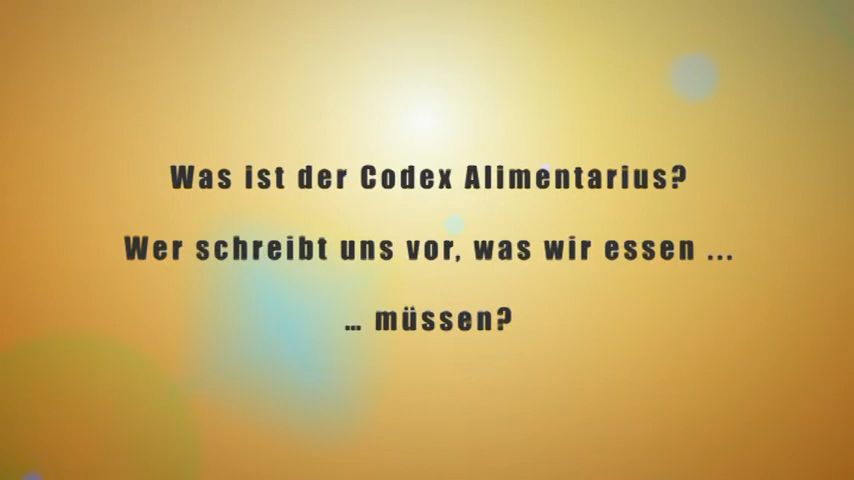 Was ist der Codex Alimentarius?
Wer schreibt uns vor, was wir essen ...
... müssen?